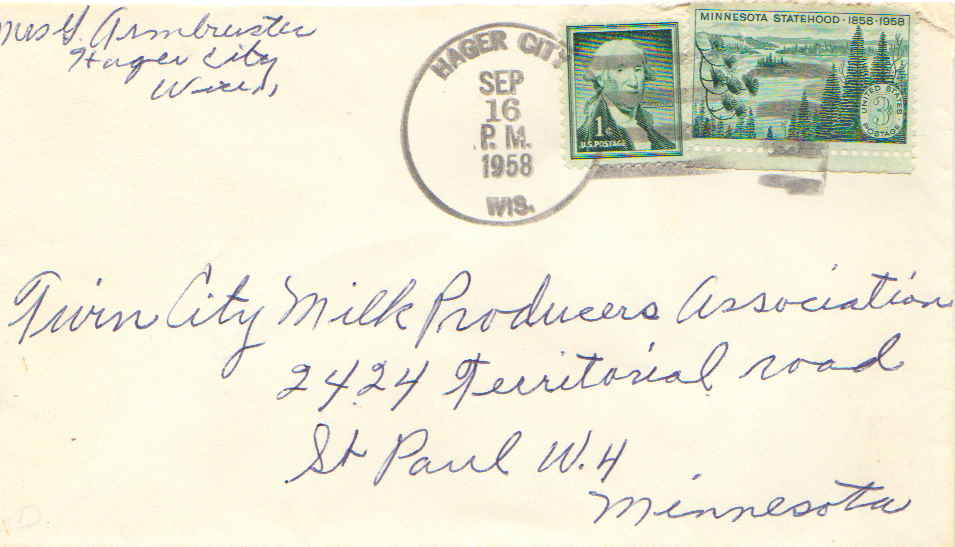 Mrs G. Armbruster
Hager City
Wisc.
HAGER CITY
SEP
16
P. M.
1958
WIS.
1¢
U.S. POSTAGE
MINNESOTA STATEHOOD · 1858-1958
UNITED STATES
3¢
POSTAGE
Twin City Milk Producers Association
2424 Territorial road
St Paul W. 4
Minnesota